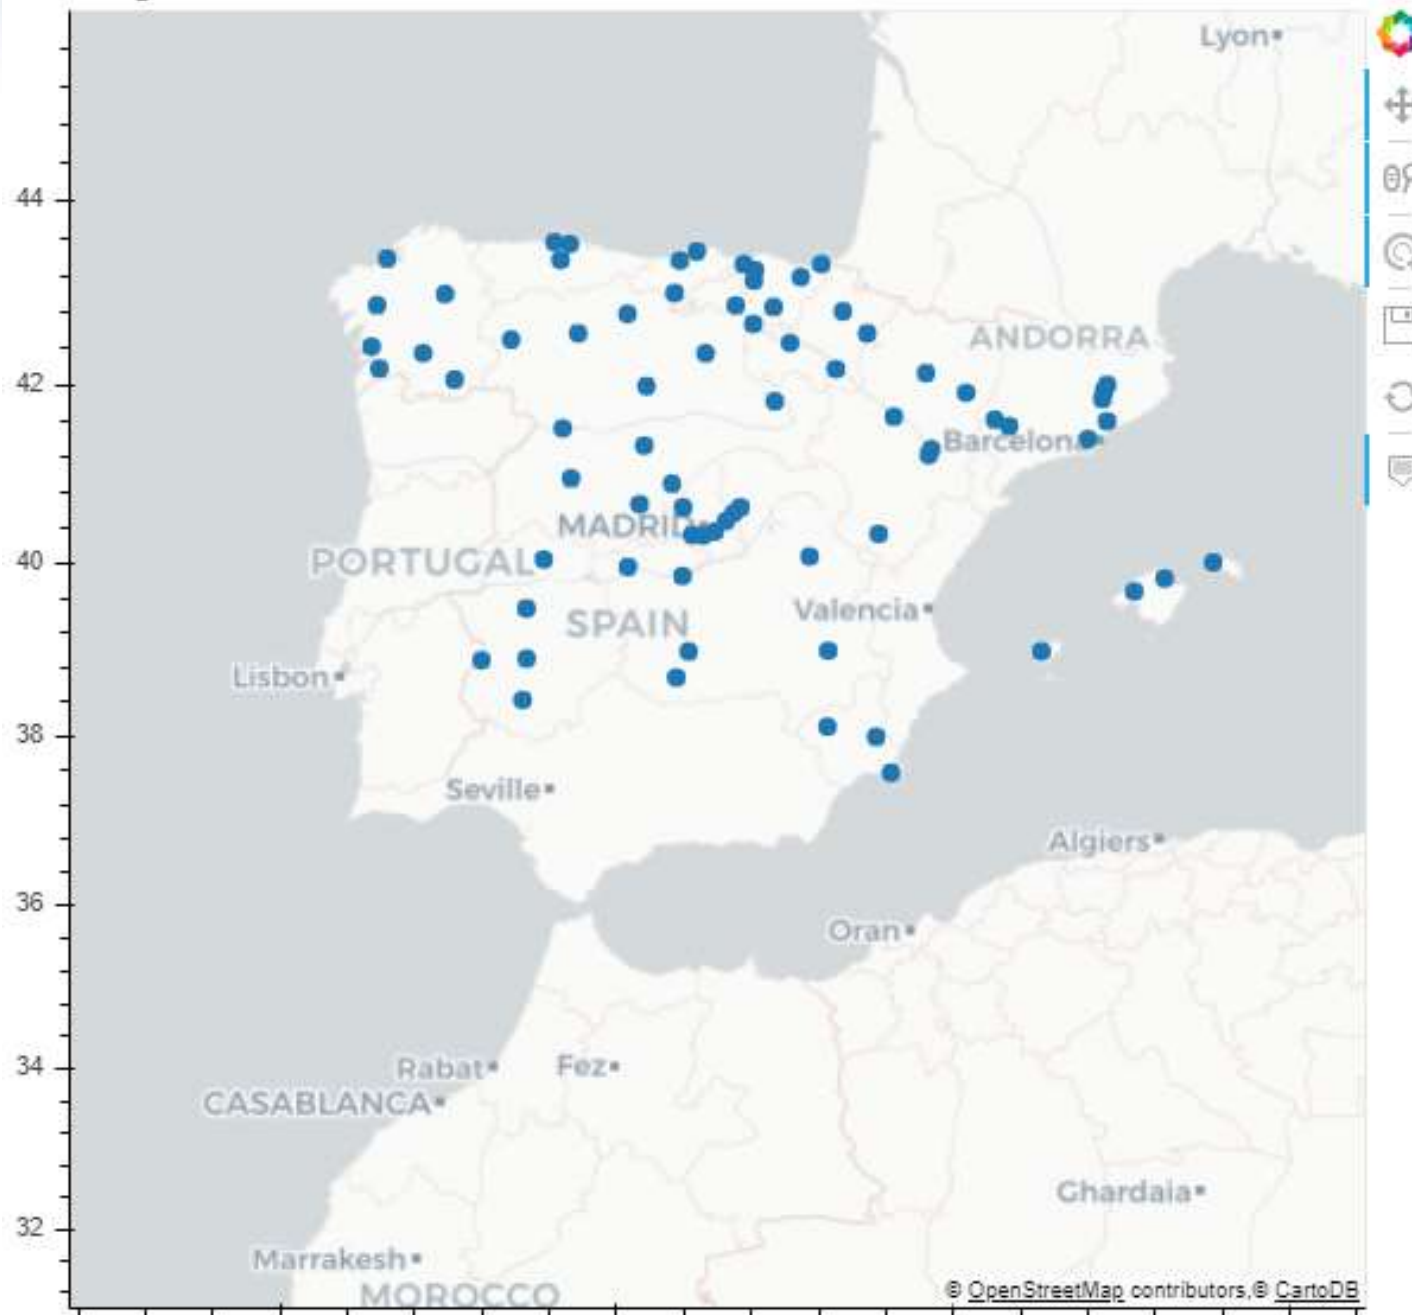 Lyon
44
ANDORRA
42
Barcelona
MADRID
40
PORTUGAL
SPAIN
Valencia
Lisbon
38
Seville
Algiers
36
Oran
34
Rabat
Fez
CASABLANCA
Ghardaia
32
Marrakesh
MOROCCO
© OpenStreetMap contributors,© CartoDB